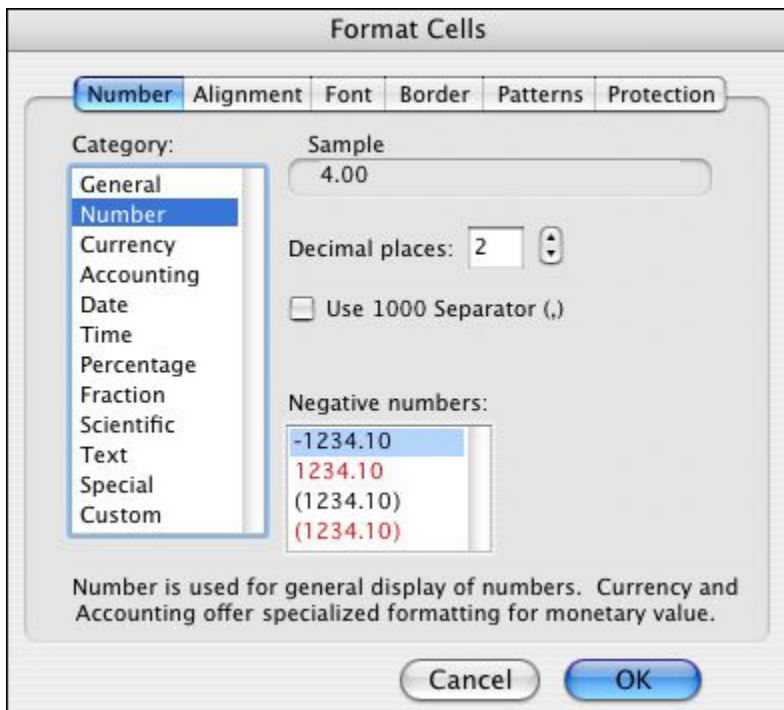 Format Cells
Number Alignment Font Border Patterns Protection
Category:
General
Number
Currency
Accounting
Date
Time
Percentage
Fraction
Scientific
Text
Special
Custom
Sample
4.00
Decimal places: 2
Use 1000 Separator (,)
Negative numbers:
-1234.10
1234.10
(1234.10)
(1234.10)
Number is used for general display of numbers. Currency and
Accounting offer specialized formatting for monetary value.
Cancel OK